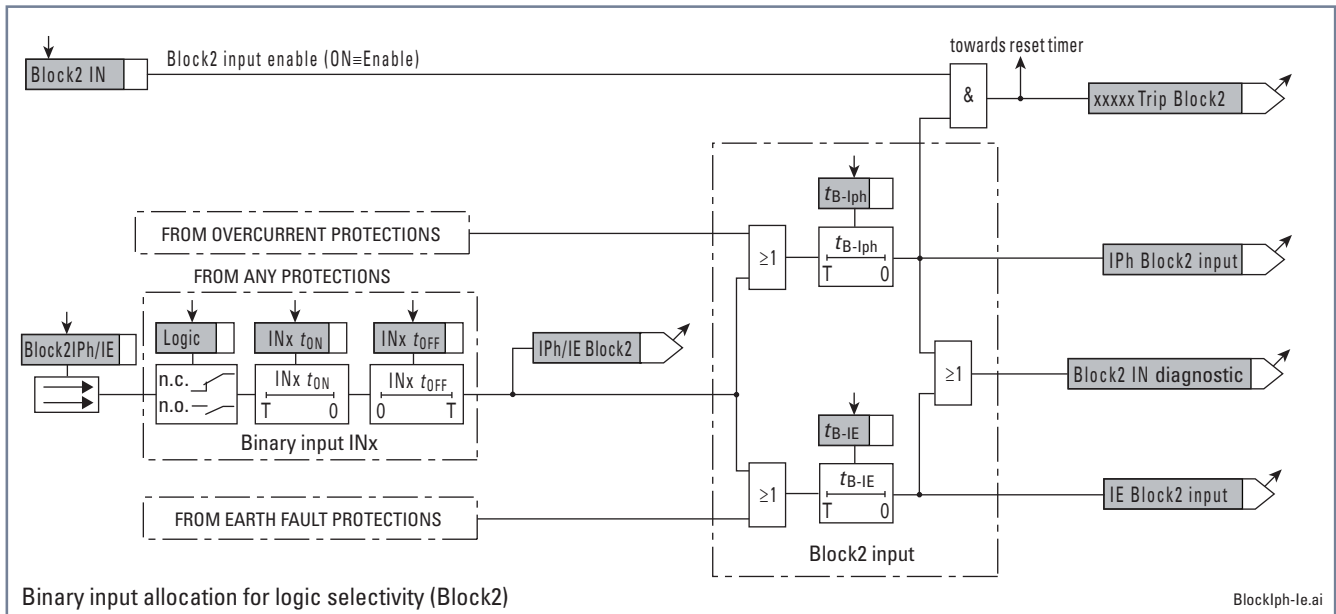 towards reset timer
Block2 IN
Block2 input enable (ON≡Enable)
&
xxxxx Trip Block2
tB-Iph
FROM OVERCURRENT PROTECTIONS
≥1
tB-Iph
T 0
IPh Block2 input
FROM ANY PROTECTIONS
Block2IPh/IE
Logic
INx tON
INx tOFF
IPh/IE Block2
n.c.
n.o.
INx tON
T 0
INx tOFF
0 T
Binary input INx
≥1
Block2 IN diagnostic
tB-IE
≥1
tB-IE
T 0
IE Block2 input
FROM EARTH FAULT PROTECTIONS
Block2 input
Binary input allocation for logic selectivity (Block2)
BlockIph-Ie.ai